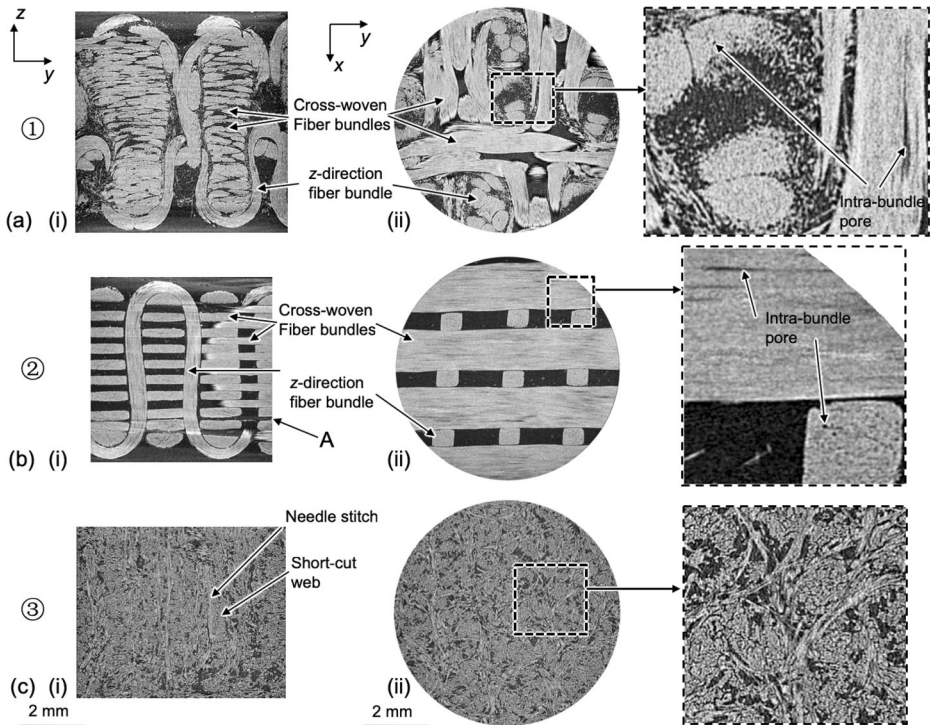 z
y
y
x
①
Cross-woven
Fiber bundles
z-direction
fiber bundle
Intra-bundle
pore
(a) (i)
(ii)
②
Cross-woven
Fiber bundles
z-direction
fiber bundle
A
Intra-bundle
pore
(b) (i)
(ii)
③
Needle stitch
Short-cut
web
(c) (i)
(ii)
2 mm
2 mm